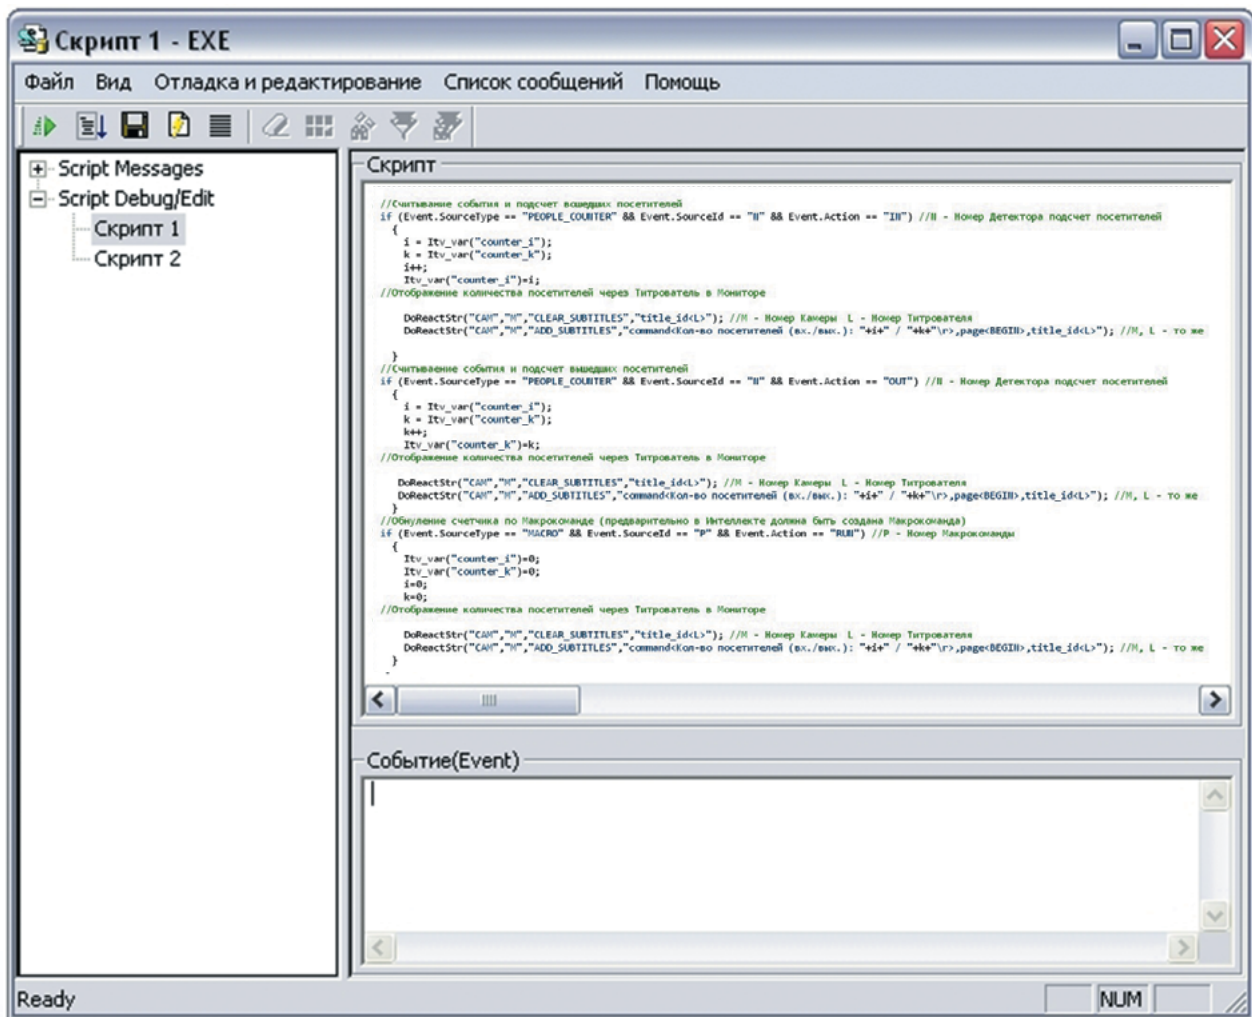 Скрипт 1 - EXE
Файл Вид Отладка и редактирование Список сообщений Помощь
Script Messages
Script Debug/Edit
Скрипт 1
Скрипт 2
Скрипт
//Считывание события и подсчет вошедших посетителей
if (Event.SourceType == "PEOPLE_COUNTER" && Event.SourceId == "N" && Event.Action == "IN") //N - Номер Детектора подсчет посетителей
{
i = Itv_var("counter_i");
k = Itv_var("counter_k");
i++;
Itv_var("counter_i")=i;
//Отображение количества посетителей через Титрователь в Мониторе
DoReactStr("CAM","M","CLEAR_SUBTITLES","title_id<L>"); //M - Номер Камеры L - Номер Титрователя
DoReactStr("CAM","M","ADD_SUBTITLES","command<Кол-во посетителей (вх./вых.): "+i+" / "+k+"\r>,page<BEGIN>,title_id<L>"); //M, L - то же
}
//Считывание события и подсчет вышедших посетителей
if (Event.SourceType == "PEOPLE_COUNTER" && Event.SourceId == "N" && Event.Action == "OUT") //N - Номер Детектора подсчет посетителей
{
i = Itv_var("counter_i");
k = Itv_var("counter_k");
k++;
Itv_var("counter_k")=k;
//Отображение количества посетителей через Титрователь в Мониторе
DoReactStr("CAM","M","CLEAR_SUBTITLES","title_id<L>"); //M - Номер Камеры L - Номер Титрователя
DoReactStr("CAM","M","ADD_SUBTITLES","command<Кол-во посетителей (вх./вых.): "+i+" / "+k+"\r>,page<BEGIN>,title_id<L>"); //M, L - то же
}
//Обнуление счетчика по Макрокоманде (предварительно в Интеллекте должна быть создана Макрокоманда)
if (Event.SourceType == "MACRO" && Event.SourceId == "P" && Event.Action == "RUN") //P - Номер Макрокоманды
{
Itv_var("counter_i")=0;
Itv_var("counter_k")=0;
i=0;
k=0;
//Отображение количества посетителей через Титрователь в Мониторе
DoReactStr("CAM","M","CLEAR_SUBTITLES","title_id<L>"); //M - Номер Камеры L - Номер Титрователя
DoReactStr("CAM","M","ADD_SUBTITLES","command<Кол-во посетителей (вх./вых.): "+i+" / "+k+"\r>,page<BEGIN>,title_id<L>"); //M, L - то же
}
Событие(Event)
Ready
NUM